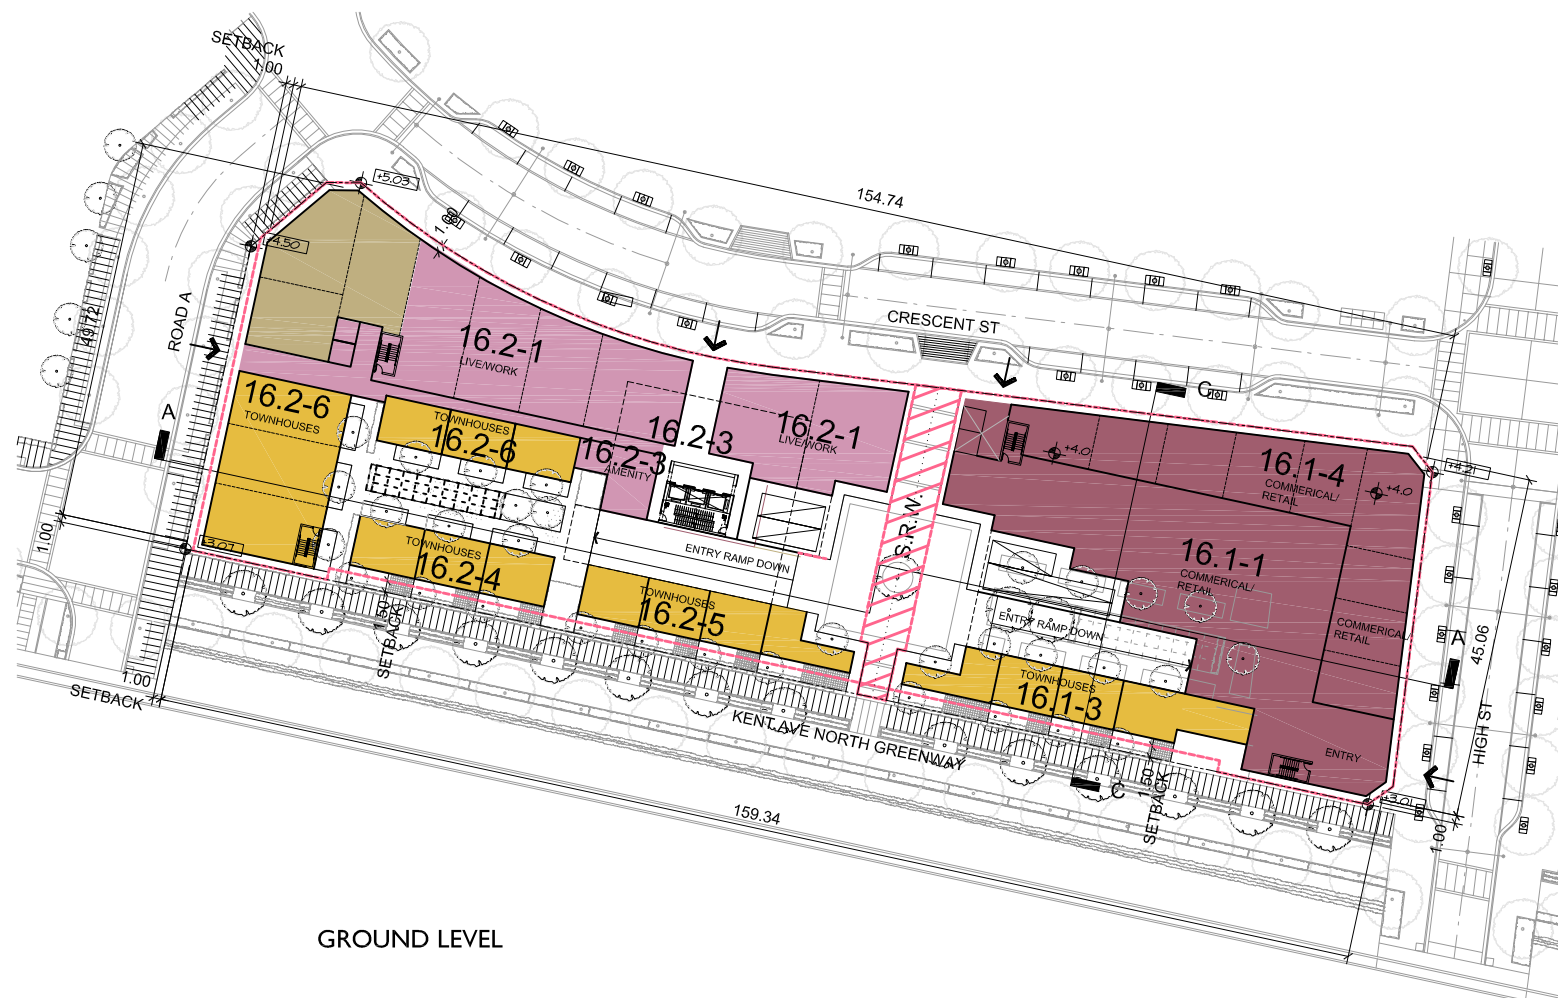 SETBACK
1.00
+5.03
1.00
154.74
+4.50
ROAD A
49.72
CRESCENT ST
16.2-1
LIVE/WORK
C
16.2-6
TOWNHOUSES
A
TOWNHOUSES
16.2-6
16.2-3
16.2-3
AMENITY
16.2-1
LIVE/WORK
+4.0
16.1-4
COMMERICAL/
RETAIL
+4.21
+4.0
S.R.W.
1.00
+3.07
TOWNHOUSES
16.2-4
ENTRY RAMP DOWN
16.1-1
COMMERICAL/
RETAIL
TOWNHOUSES
16.2-5
ENTRY RAMP DOWN
COMMERICAL/
RETAIL
A
45.06
1.50
SETBACK
1.00
SETBACK
TOWNHOUSES
16.1-3
KENT AVE NORTH GREENWAY
ENTRY
HIGH ST
1.50
SETBACK
C
+3.01
1.00
159.34
GROUND LEVEL